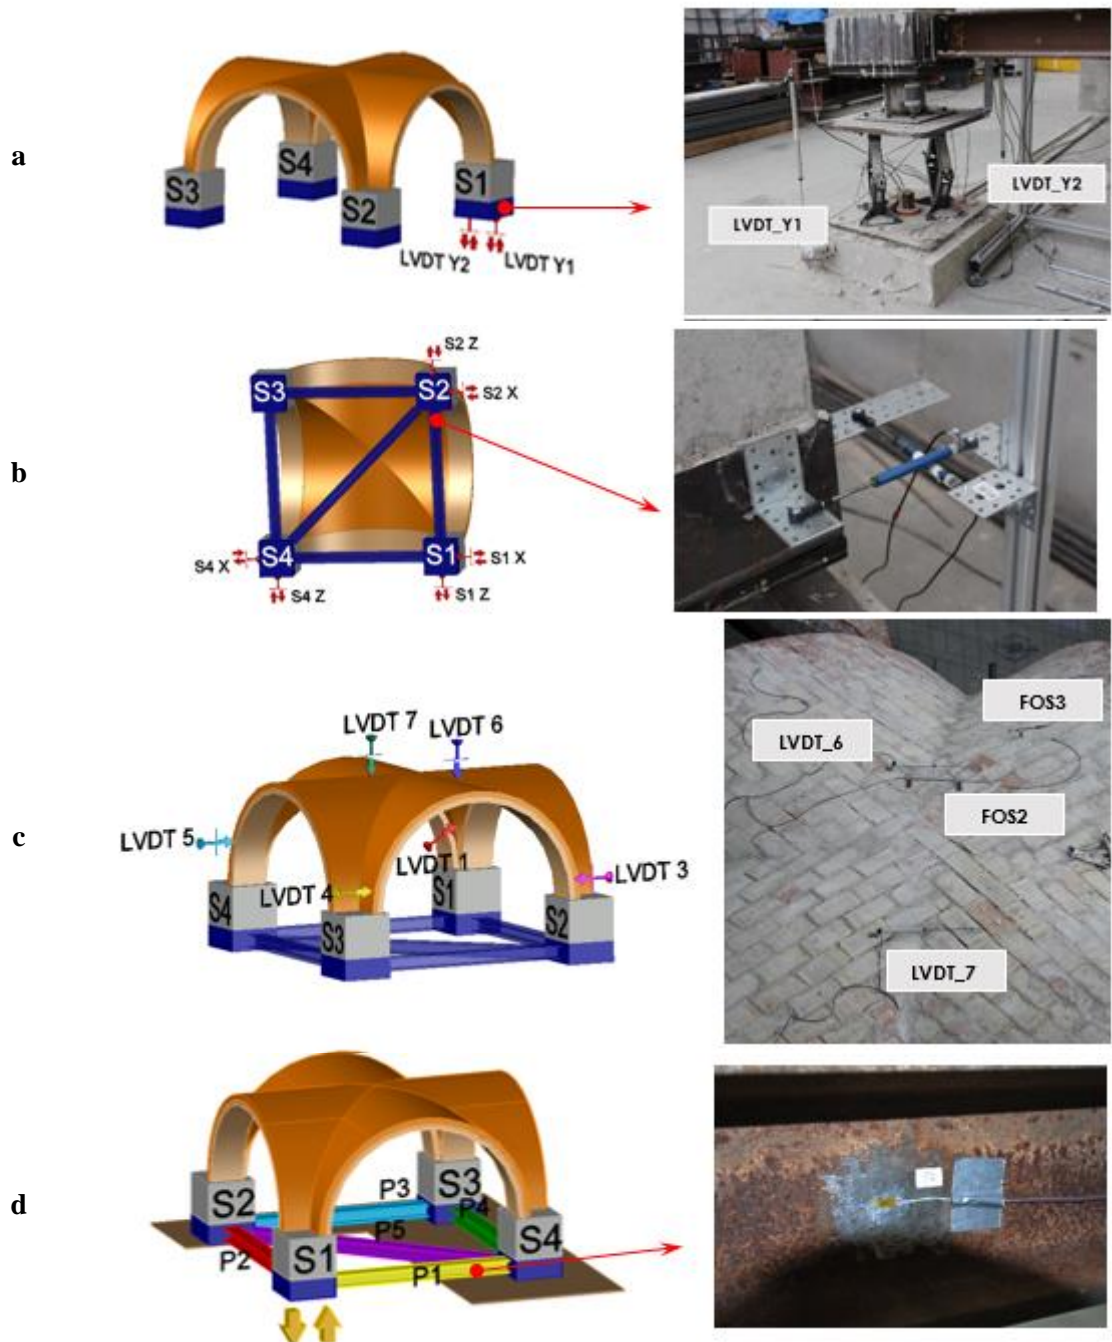 a
S3
S4
S2
S1
LVDT Y2
LVDT Y1
LVDT_Y1
LVDT_Y2
b
S2 Z
S3
S2
S2 X
S4 X
S4
S1
S1 X
S4 Z
S1 Z
c
LVDT 7
LVDT 6
LVDT 5
LVDT 1
LVDT 4
LVDT 3
S4
S1
S3
S2
LVDT_6
FOS3
FOS2
LVDT_7
d
S2
S3
P3
P4
P5
S4
P2
S1
P1